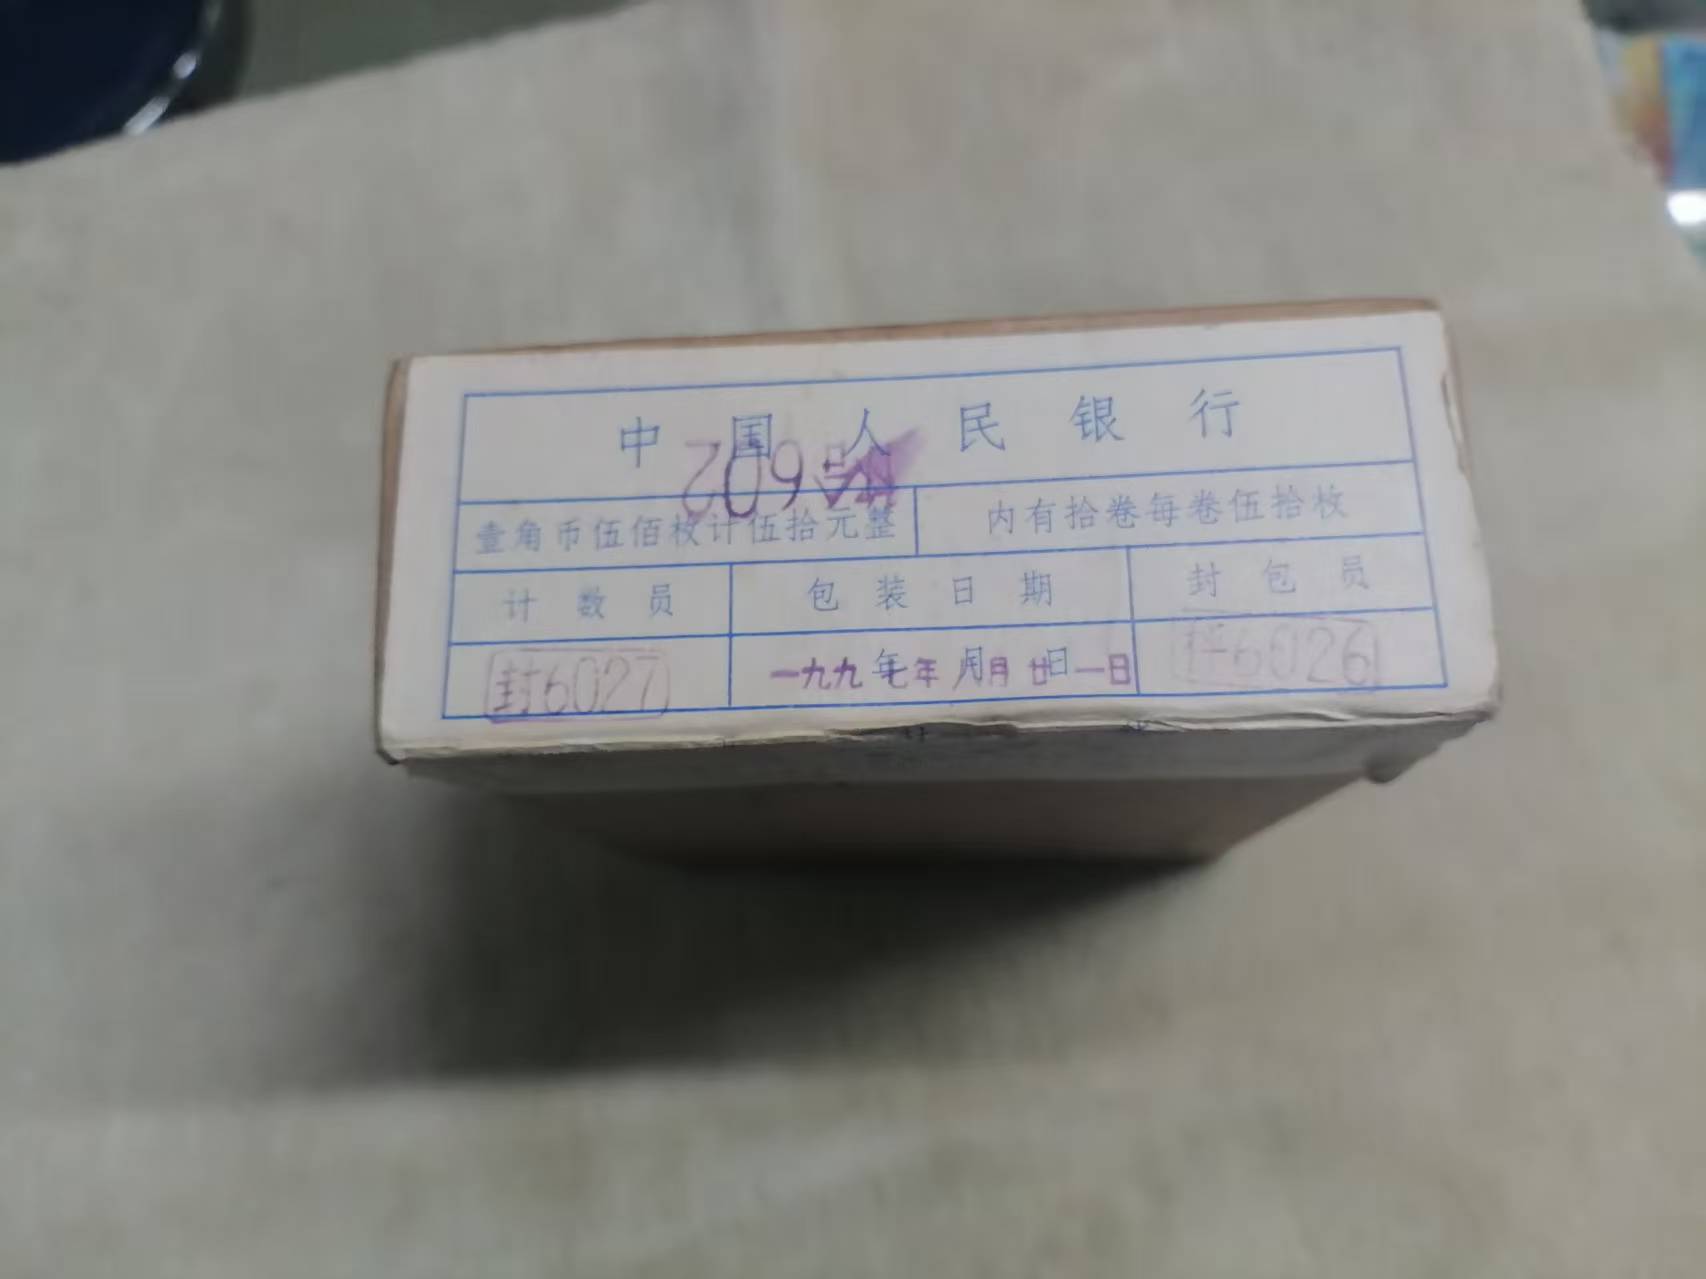 中国人民银行
壹角币伍佰枚计伍拾元整 内有拾卷每卷伍拾枚
计数员 包装日期 封包员
封6027 一九九七年 月 廿一日 6026